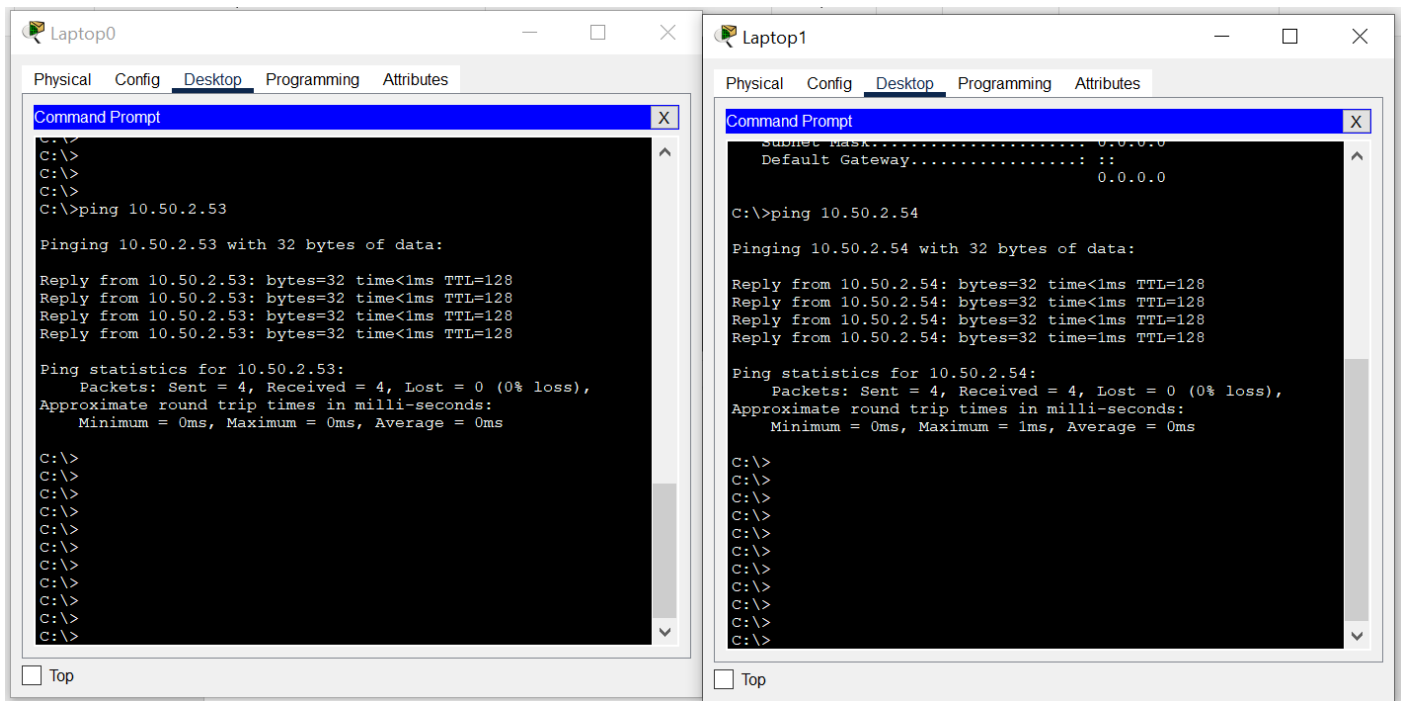 Laptop0
Physical Config Desktop Programming Attributes
Command Prompt X
C:\>
C:\>
C:\>
C:\>
C:\>ping 10.50.2.53
Pinging 10.50.2.53 with 32 bytes of data:
Reply from 10.50.2.53: bytes=32 time<1ms TTL=128
Reply from 10.50.2.53: bytes=32 time<1ms TTL=128
Reply from 10.50.2.53: bytes=32 time<1ms TTL=128
Reply from 10.50.2.53: bytes=32 time<1ms TTL=128
Ping statistics for 10.50.2.53:
Packets: Sent = 4, Received = 4, Lost = 0 (0% loss),
Approximate round trip times in milli-seconds:
Minimum = 0ms, Maximum = 0ms, Average = 0ms
C:\>
C:\>
C:\>
C:\>
C:\>
C:\>
C:\>
C:\>
C:\>
C:\>
C:\>
Top
Laptop1
Physical Config Desktop Programming Attributes
Command Prompt X
Subnet Mask.....................: 0.0.0.0
Default Gateway.................: ::
0.0.0.0
C:\>ping 10.50.2.54
Pinging 10.50.2.54 with 32 bytes of data:
Reply from 10.50.2.54: bytes=32 time<1ms TTL=128
Reply from 10.50.2.54: bytes=32 time<1ms TTL=128
Reply from 10.50.2.54: bytes=32 time<1ms TTL=128
Reply from 10.50.2.54: bytes=32 time=1ms TTL=128
Ping statistics for 10.50.2.54:
Packets: Sent = 4, Received = 4, Lost = 0 (0% loss),
Approximate round trip times in milli-seconds:
Minimum = 0ms, Maximum = 1ms, Average = 0ms
C:\>
C:\>
C:\>
C:\>
C:\>
C:\>
C:\>
C:\>
C:\>
C:\>
C:\>
Top